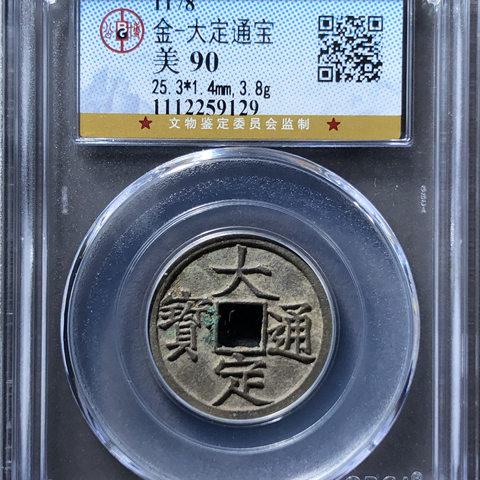 1178
金-大定通宝
美 90
25.3*1.4mm,3.8g
1112259129
★ 文物鉴定委员会监制 ★
大定通寳